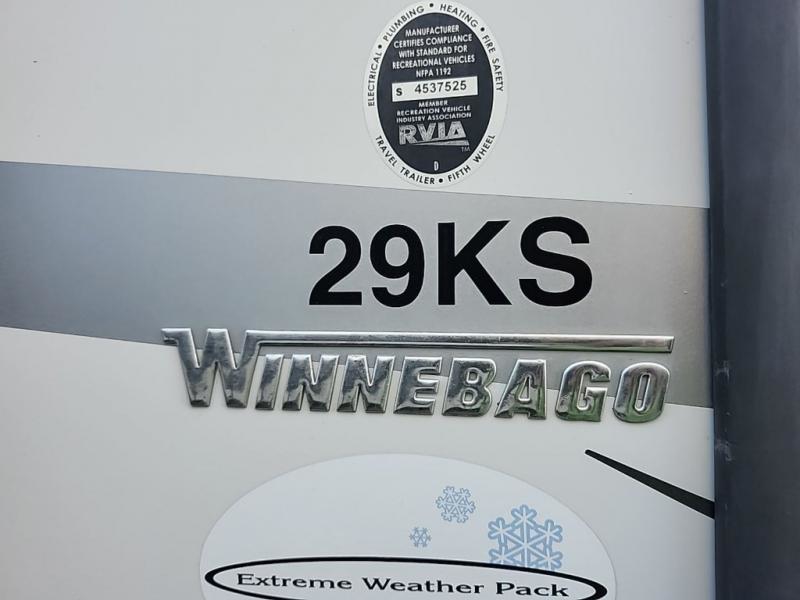 ELECTRICAL • PLUMBING • HEATING • FIRE SAFETY
MANUFACTURER
CERTIFIES COMPLIANCE
WITH STANDARD FOR
RECREATIONAL VEHICLES
NFPA 1192
S 4537525
MEMBER
RECREATION VEHICLE
INDUSTRY ASSOCIATION
RVIA
TM
D
TRAVEL TRAILER • FIFTH WHEEL
29KS
WINNEBAGO
Extreme Weather Pack